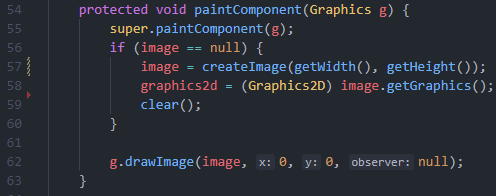 54 protected void paintComponent(Graphics g) {
55 super.paintComponent(g);
56 if (image == null) {
57 image = createImage(getWidth(), getHeight());
58 graphics2d = (Graphics2D) image.getGraphics();
59 clear();
60 }
61
62 g.drawImage(image, x: 0, y: 0, observer: null);
63 }